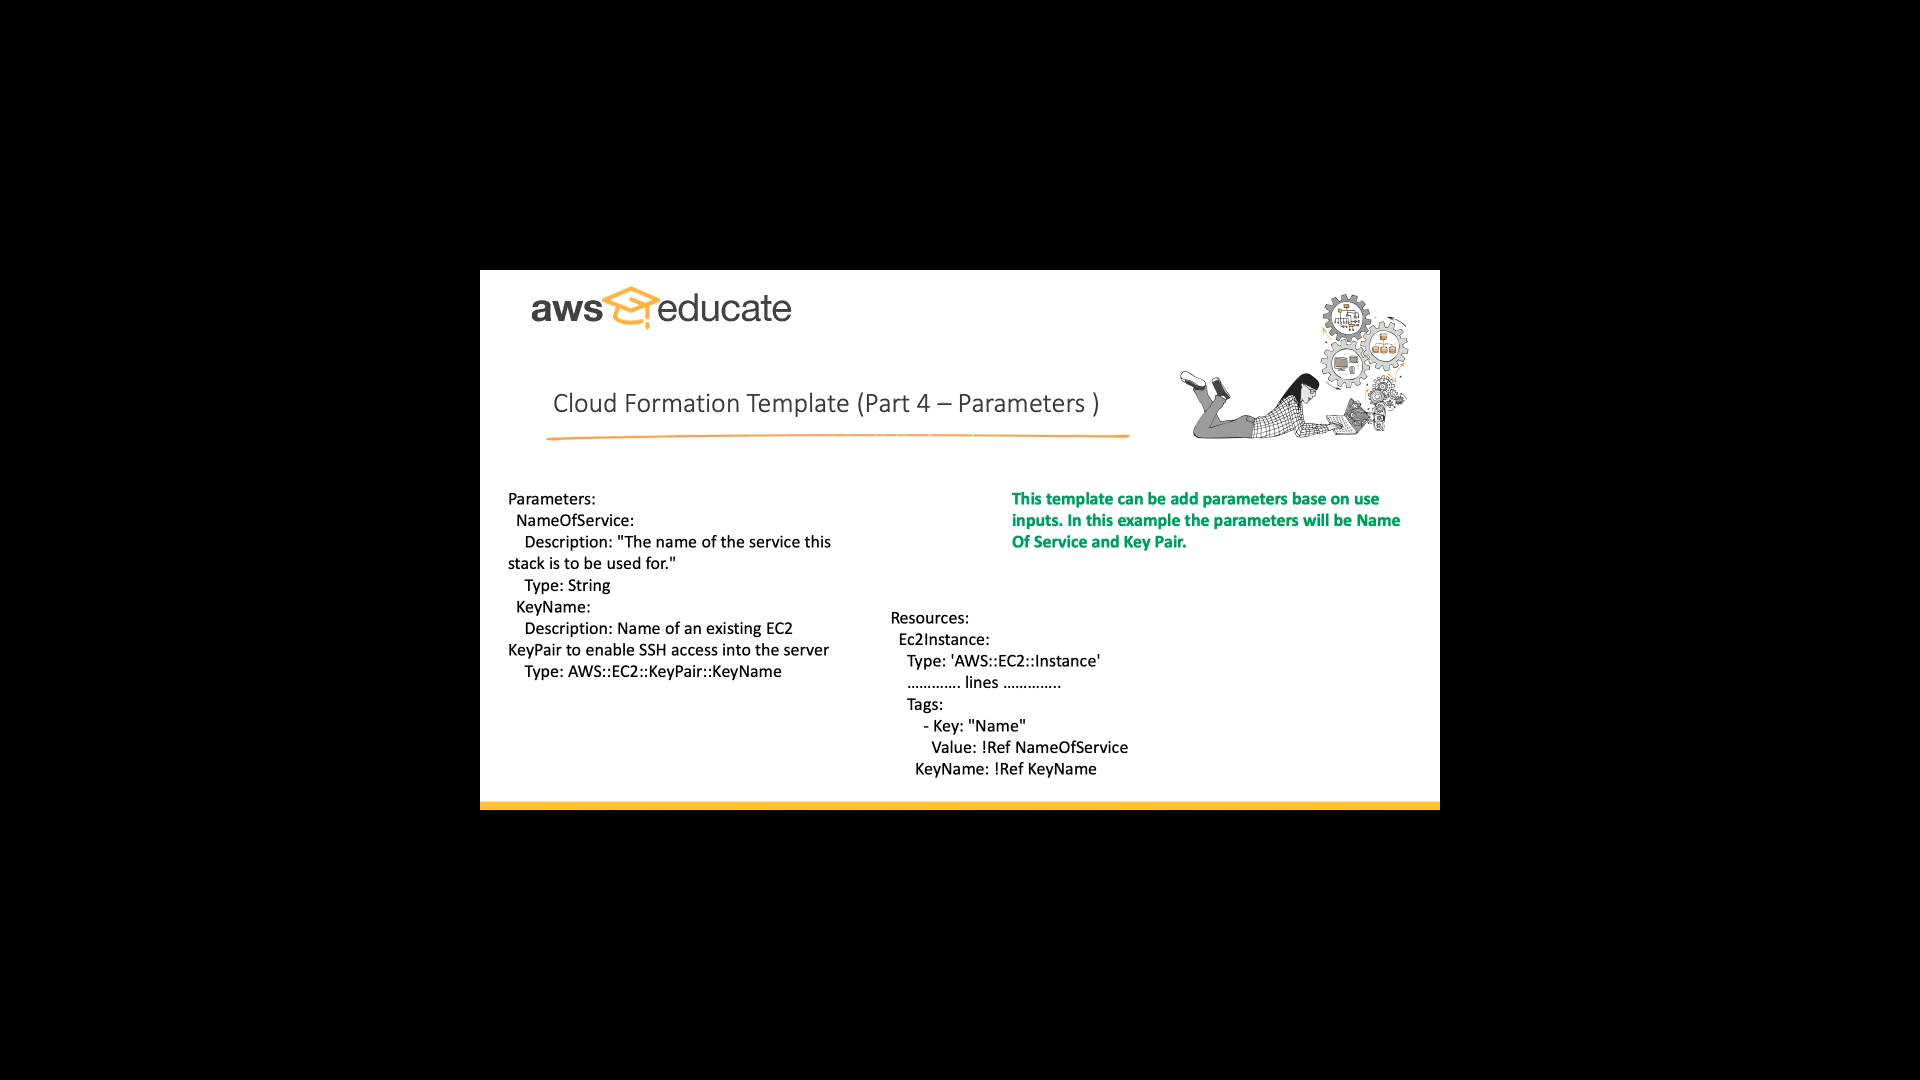 aws educate
Cloud Formation Template (Part 4 – Parameters )
Parameters:
NameOfService:
Description: "The name of the service this
stack is to be used for."
Type: String
KeyName:
Description: Name of an existing EC2
KeyPair to enable SSH access into the server
Type: AWS::EC2::KeyPair::KeyName
This template can be add parameters base on use
inputs. In this example the parameters will be Name
Of Service and Key Pair.
Resources:
Ec2Instance:
Type: 'AWS::EC2::Instance'
…………. lines …………..
Tags:
- Key: "Name"
Value: !Ref NameOfService
KeyName: !Ref KeyName